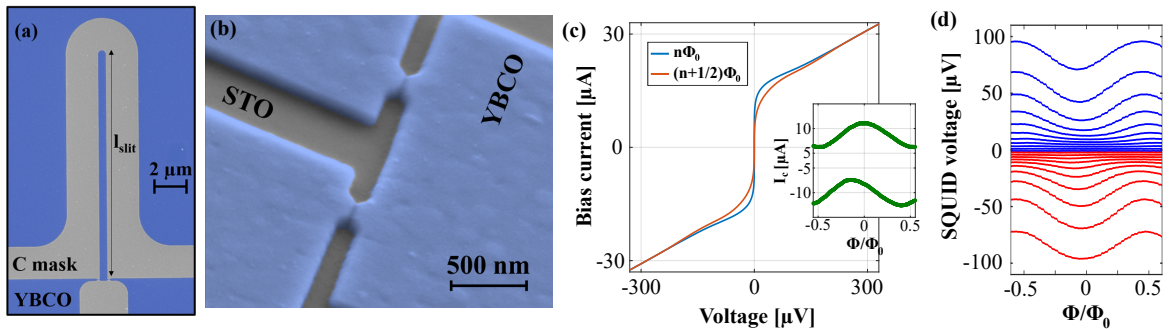 (a)
l_slit
2 μm
C mask
YBCO
(b)
STO
YBCO
500 nm
(c)
Bias current [μA]
30
0
-30
nΦ₀
(n+1/2)Φ₀
I_c [μA]
10
5
-5
-10
-0.5 0 0.5
Φ/Φ₀
-300 0 300
Voltage [μV]
(d)
SQUID voltage [μV]
100
50
0
-50
-100
-0.5 0 0.5
Φ/Φ₀